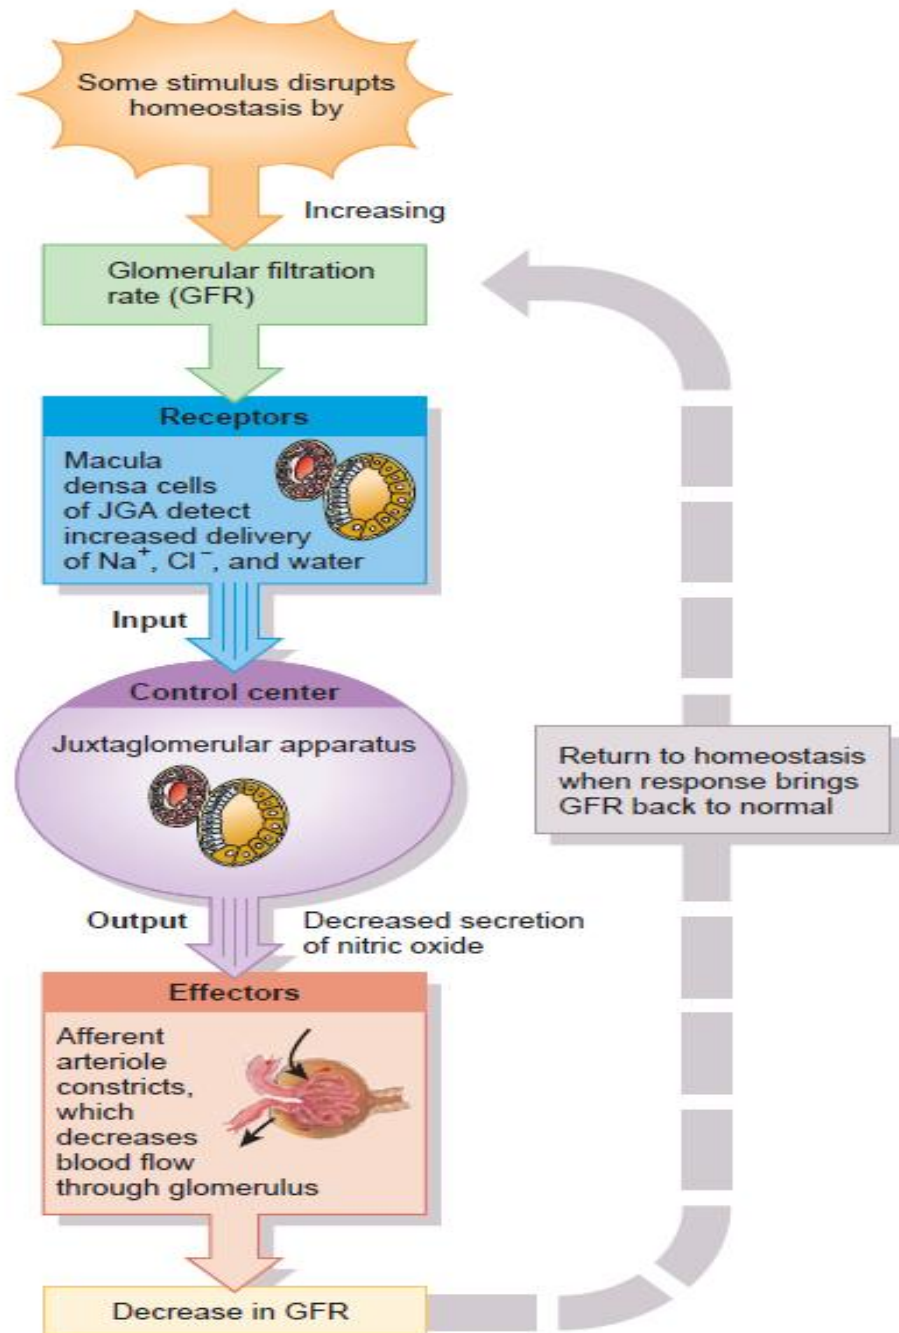 Some stimulus disrupts
homeostasis by
Increasing
Glomerular filtration
rate (GFR)
Receptors
Macula
densa cells
of JGA detect
increased delivery
of Na⁺, Cl⁻, and water
Input
Control center
Juxtaglomerular apparatus
Return to homeostasis
when response brings
GFR back to normal
Output
Decreased secretion
of nitric oxide
Effectors
Afferent
arteriole
constricts,
which
decreases
blood flow
through glomerulus
Decrease in GFR